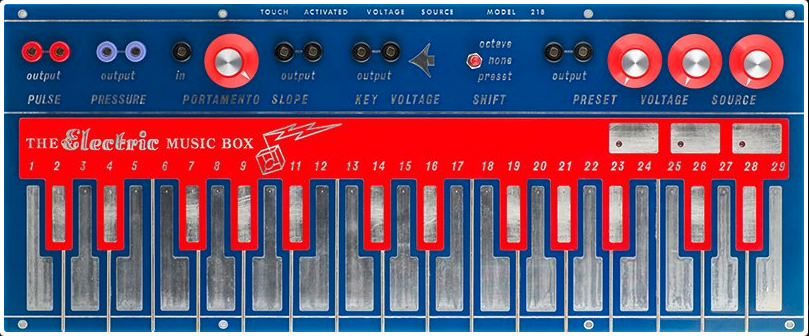 TOUCH ACTIVATED VOLTAGE SOURCE MODEL 218
octave
none
preset
output output in output output output
PULSE PRESSURE PORTAMENTO SLOPE KEY VOLTAGE SHIFT PRESET VOLTAGE SOURCE
THE Electric MUSIC BOX
1 2 3 4 5 6 7 8 9 11 12 13 14 15 16 17 18 19 20 21 22 23 24 25 26 27 28 29